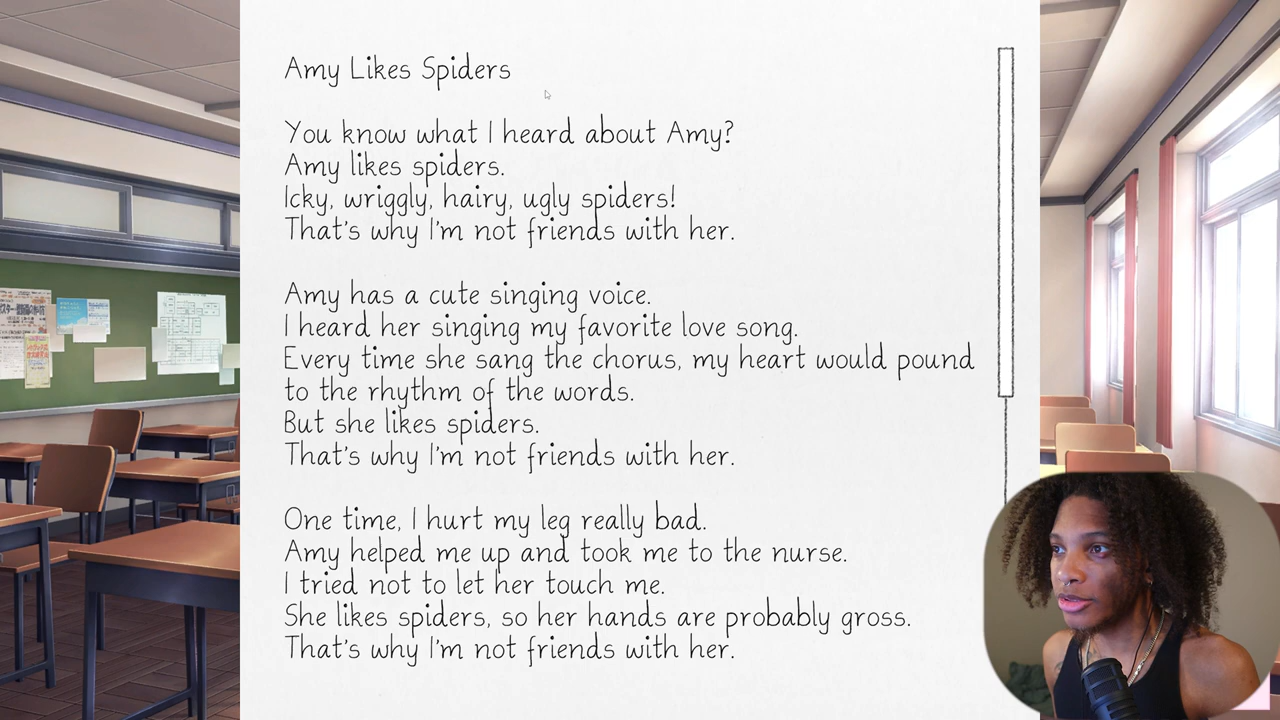 Amy Likes Spiders
You know what I heard about Amy?
Amy likes spiders.
Icky, wriggly, hairy, ugly spiders!
That's why I'm not friends with her.
Amy has a cute singing voice.
I heard her singing my favorite love song.
Every time she sang the chorus, my heart would pound
to the rhythm of the words.
But she likes spiders.
That's why I'm not friends with her.
One time, I hurt my leg really bad.
Amy helped me up and took me to the nurse.
I tried not to let her touch me.
She likes spiders, so her hands are probably gross.
That's why I'm not friends with her.